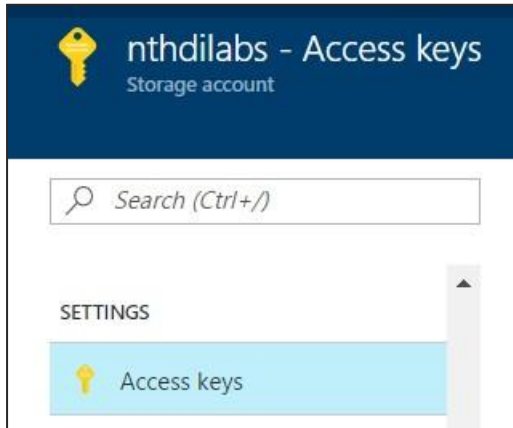 nthdilabs - Access keys
Storage account
Search (Ctrl+/)
SETTINGS
Access keys